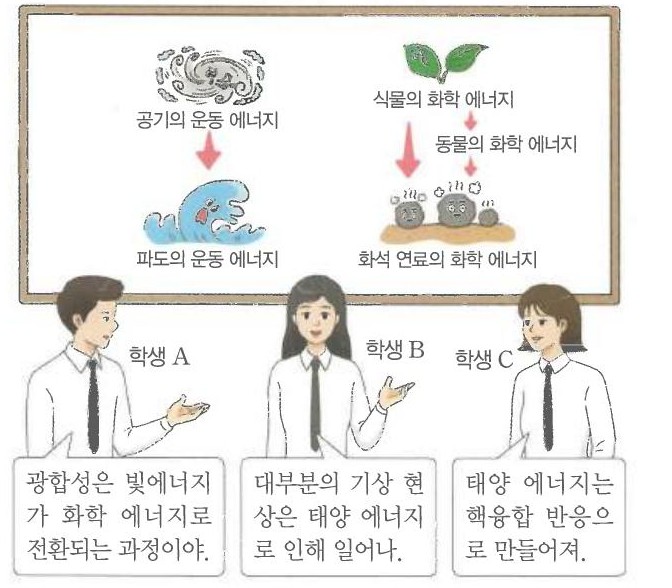 공기의 운동 에너지
파도의 운동 에너지
식물의 화학 에너지
동물의 화학 에너지
화석 연료의 화학 에너지
학생 A
학생 B
학생 C
광합성은 빛에너지
가 화학 에너지로
전환되는 과정이야.
대부분의 기상 현
상은 태양 에너지
로 인해 일어나.
태양 에너지는
핵융합 반응으
로 만들어져.